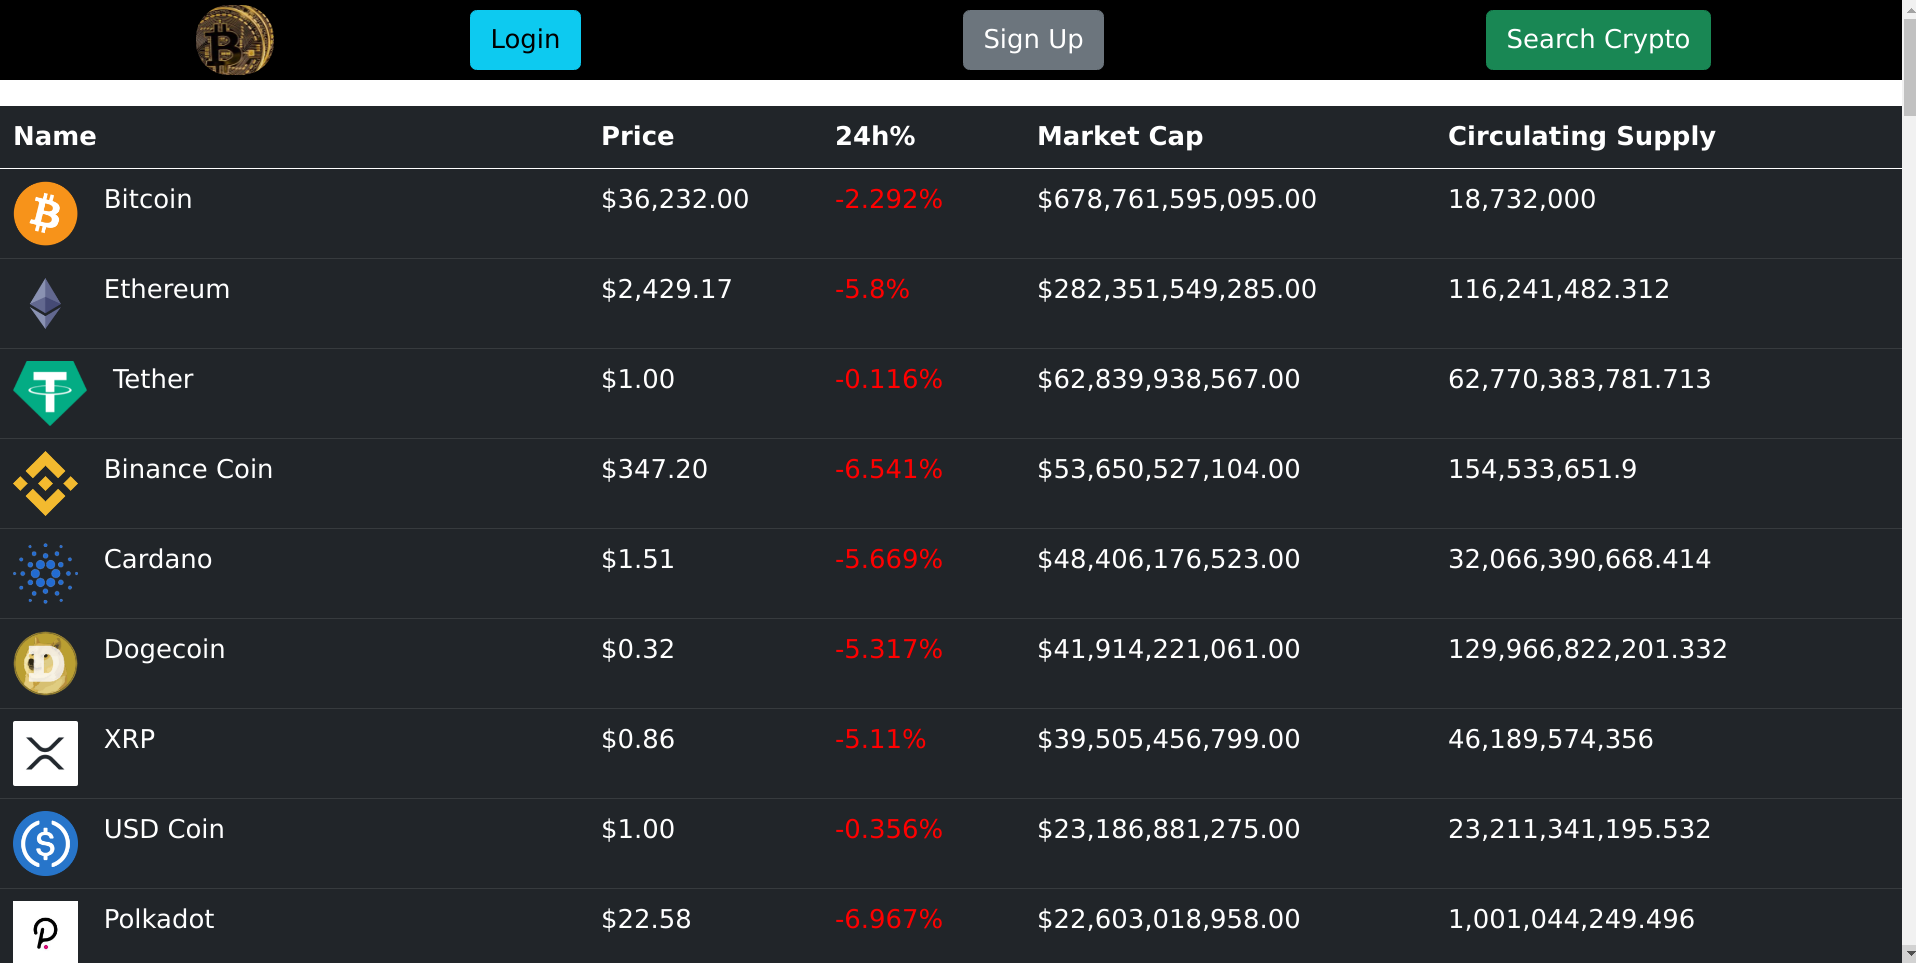 Login Sign Up Search Crypto
Name Price 24h% Market Cap Circulating Supply
Bitcoin $36,232.00 -2.292% $678,761,595,095.00 18,732,000
Ethereum $2,429.17 -5.8% $282,351,549,285.00 116,241,482.312
Tether $1.00 -0.116% $62,839,938,567.00 62,770,383,781.713
Binance Coin $347.20 -6.541% $53,650,527,104.00 154,533,651.9
Cardano $1.51 -5.669% $48,406,176,523.00 32,066,390,668.414
Dogecoin $0.32 -5.317% $41,914,221,061.00 129,966,822,201.332
XRP $0.86 -5.11% $39,505,456,799.00 46,189,574,356
USD Coin $1.00 -0.356% $23,186,881,275.00 23,211,341,195.532
Polkadot $22.58 -6.967% $22,603,018,958.00 1,001,044,249.496